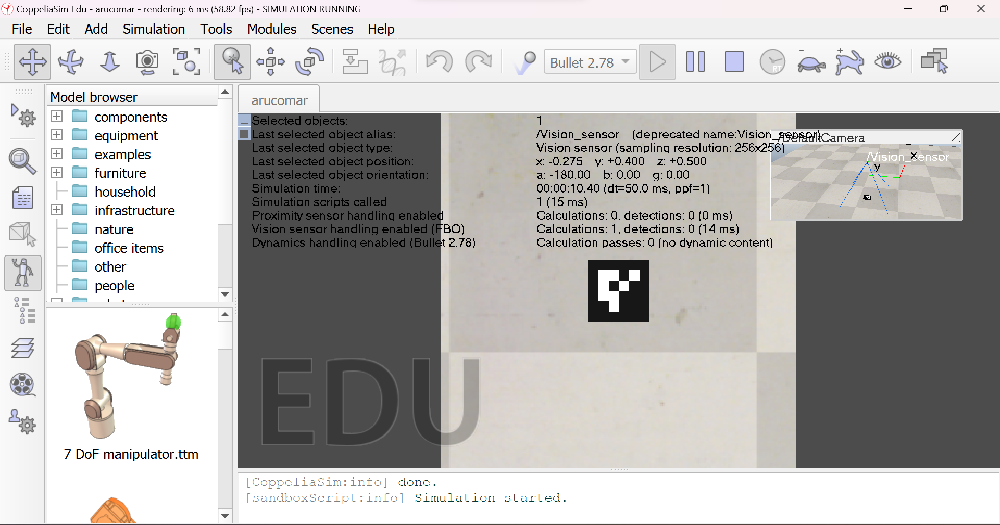 CoppeliaSim Edu - arucomar - rendering: 6 ms (58.82 fps) - SIMULATION RUNNING
File Edit Add Simulation Tools Modules Scenes Help
RT
Bullet 2.78
Model browser
components
equipment
examples
furniture
household
infrastructure
nature
office items
other
people
7 DoF manipulator.ttm
arucomar
Selected objects: 1
Last selected object alias: /Vision_sensor (deprecated name:Vision_sensor)
Last selected object type: Vision sensor (sampling resolution: 256x256)
Last selected object position: x: -0.275 y: +0.400 z: +0.500
Last selected object orientation: a: -180.00 b: 0.00 g: 0.00
Simulation time: 00:00:10.40 (dt=50.0 ms, ppf=1)
Simulation scripts called 1 (15 ms)
Proximity sensor handling enabled Calculations: 0, detections: 0 (0 ms)
Vision sensor handling enabled (FBO) Calculations: 1, detections: 0 (14 ms)
Dynamics handling enabled (Bullet 2.78) Calculation passes: 0 (no dynamic content)
/DefaultCamera
/Vision_sensor
x
y
EDU
[CoppeliaSim:info] done.
[sandboxScript:info] Simulation started.